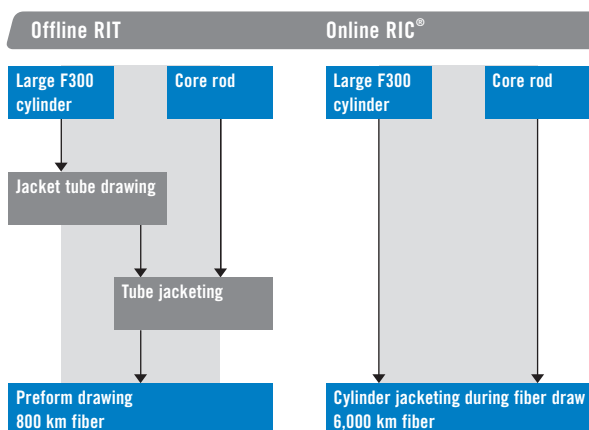 Offline RIT
Online RIC®
Large F300
cylinder
Core rod
Large F300
cylinder
Core rod
Jacket tube drawing
Tube jacketing
Preform drawing
800 km fiber
Cylinder jacketing during fiber draw
6,000 km fiber